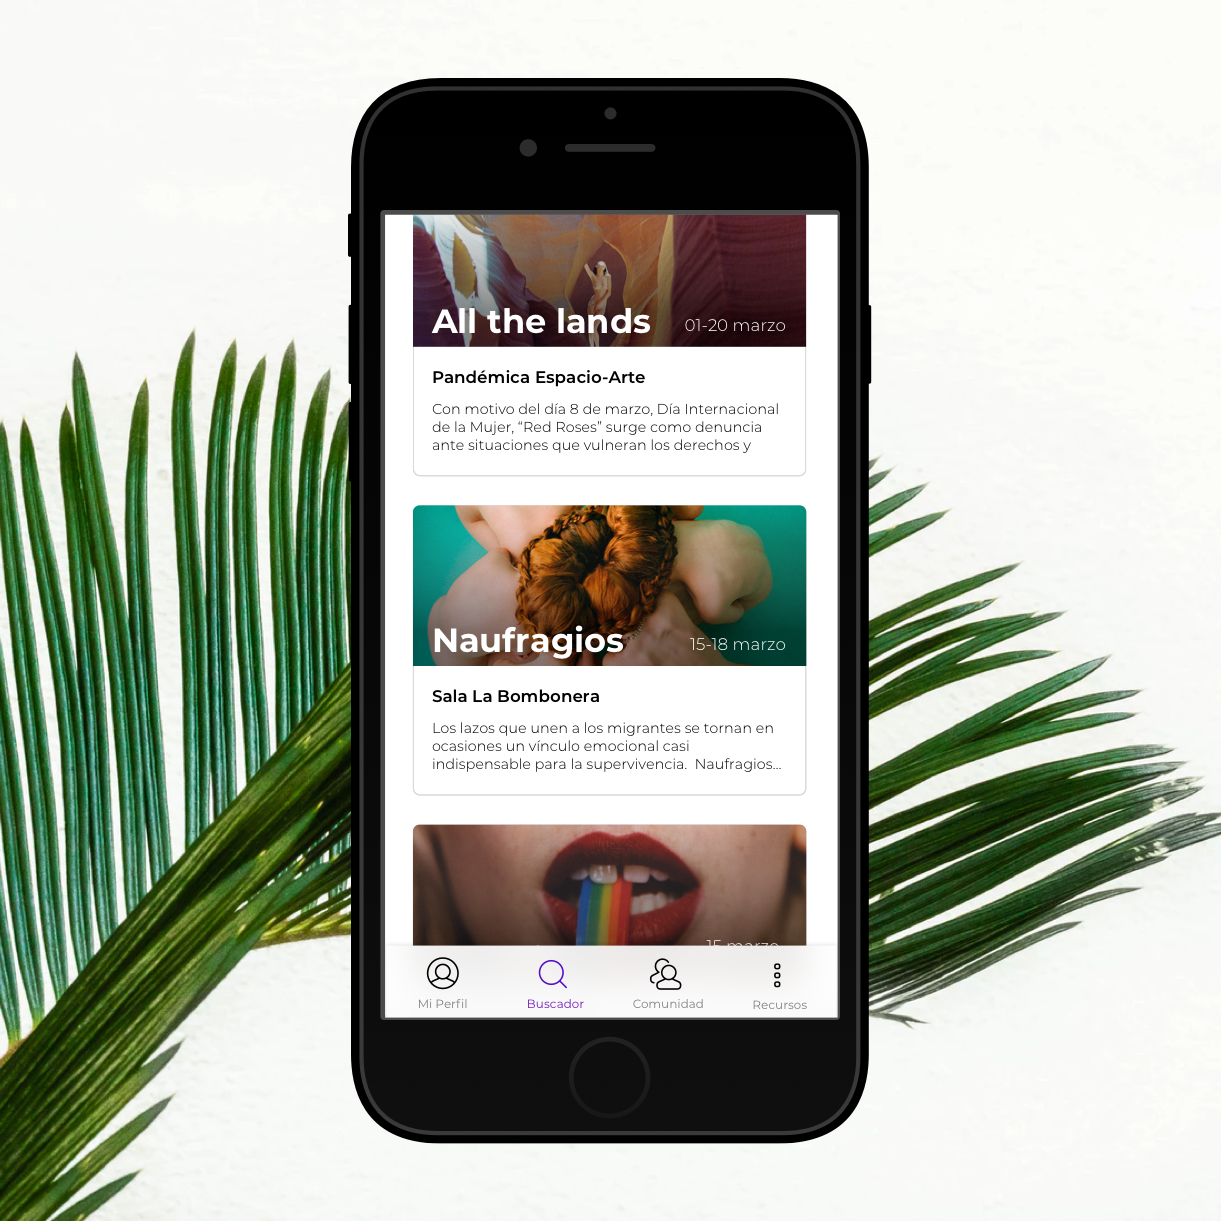 All the lands
01-20 marzo
Pandémica Espacio-Arte
Con motivo del día 8 de marzo, Día Internacional
de la Mujer, “Red Roses” surge como denuncia
ante situaciones que vulneran los derechos y
Naufragios
15-18 marzo
Sala La Bombonera
Los lazos que unen a los migrantes se tornan en
ocasiones un vínculo emocional casi
indispensable para la supervivencia. Naufragios...
15 marzo
Mi Perfil
Buscador
Comunidad
Recursos